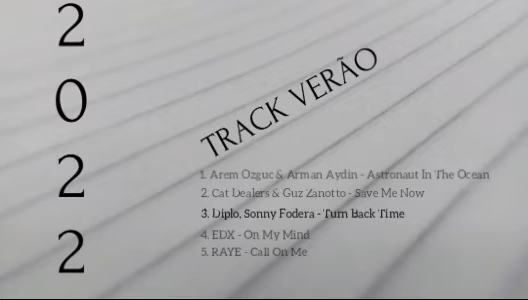 2
0
2
2
TRACK VERÃO
1. Arem Ozguc & Arman Aydin - Astronaut In The Ocean
2. Cat Dealers & Guz Zanotto - Save Me Now
3. Diplo, Sonny Fodera - Turn Back Time
4. EDX - On My Mind
5. RAYE - Call On Me